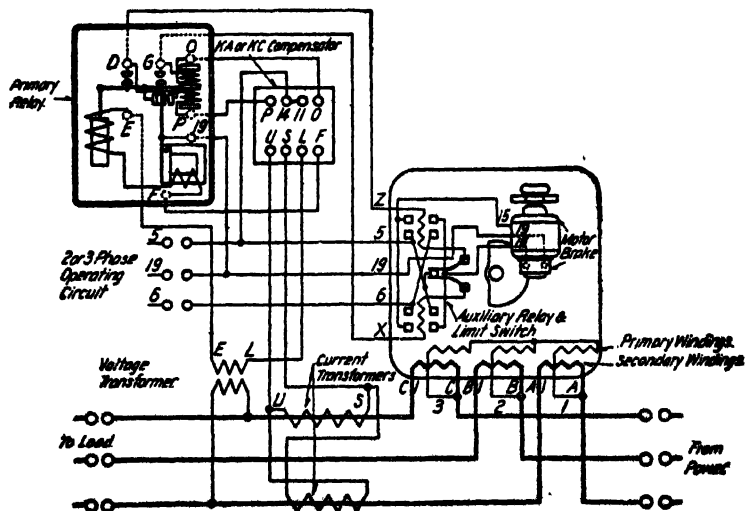 Primary Relay.
D
G
O
E
P
19
F
KA or KC Compensator
P 14 11 O
U S L F
2 or 3 Phase Operating Circuit
5
19
6
Z
5
19
6
X
15
Motor
Brake
Auxiliary Relay & Limit Switch
Primary Windings
Secondary Windings
E L
Voltage Transformer
Current Transformers
U S
C C B B A A
3 2 1
To Load
From Power